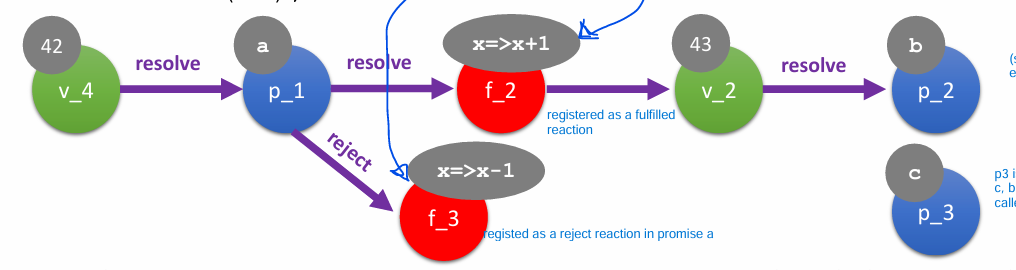 42
a
x=>x+1
43
b
resolve
resolve
resolve
v_4
p_1
f_2
v_2
p_2
registered as a fulfilled
reaction
reject
x=>x-1
c
p3 i
c, b
calle
f_3
p_3
registed as a reject reaction in promise a